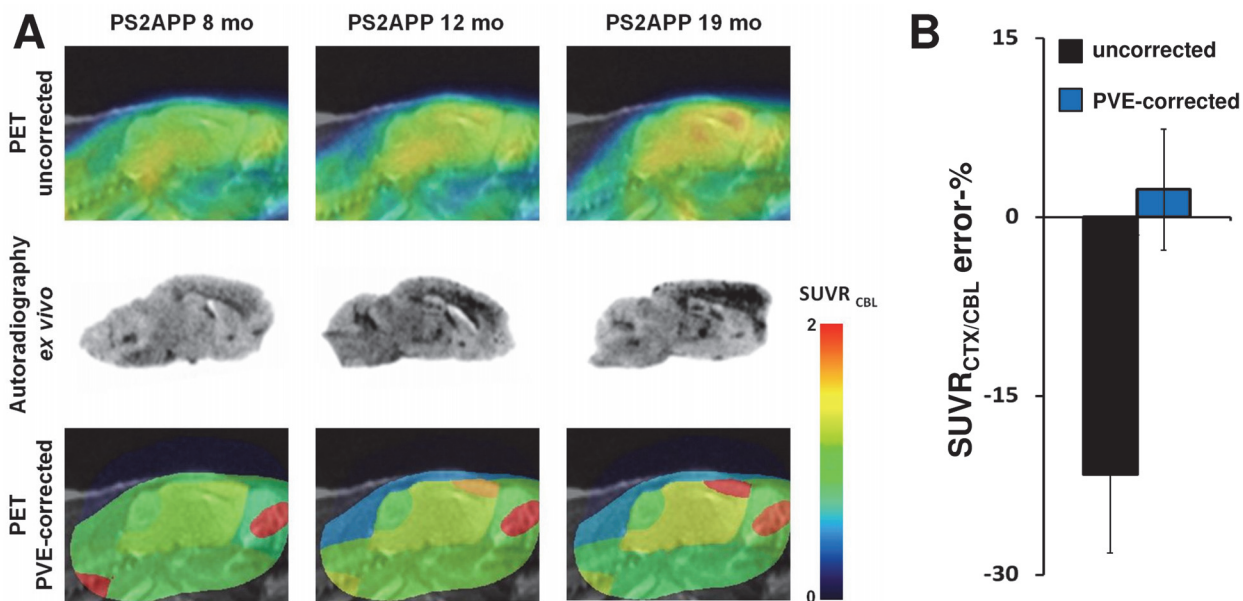 A
PS2APP 8 mo
PS2APP 12 mo
PS2APP 19 mo
PET
uncorrected
Autoradiography
ex vivo
PET
PVE-corrected
SUVR CBL
2
0
B
uncorrected
PVE-corrected
SUVRCTX/CBL error-%
15
0
-15
-30